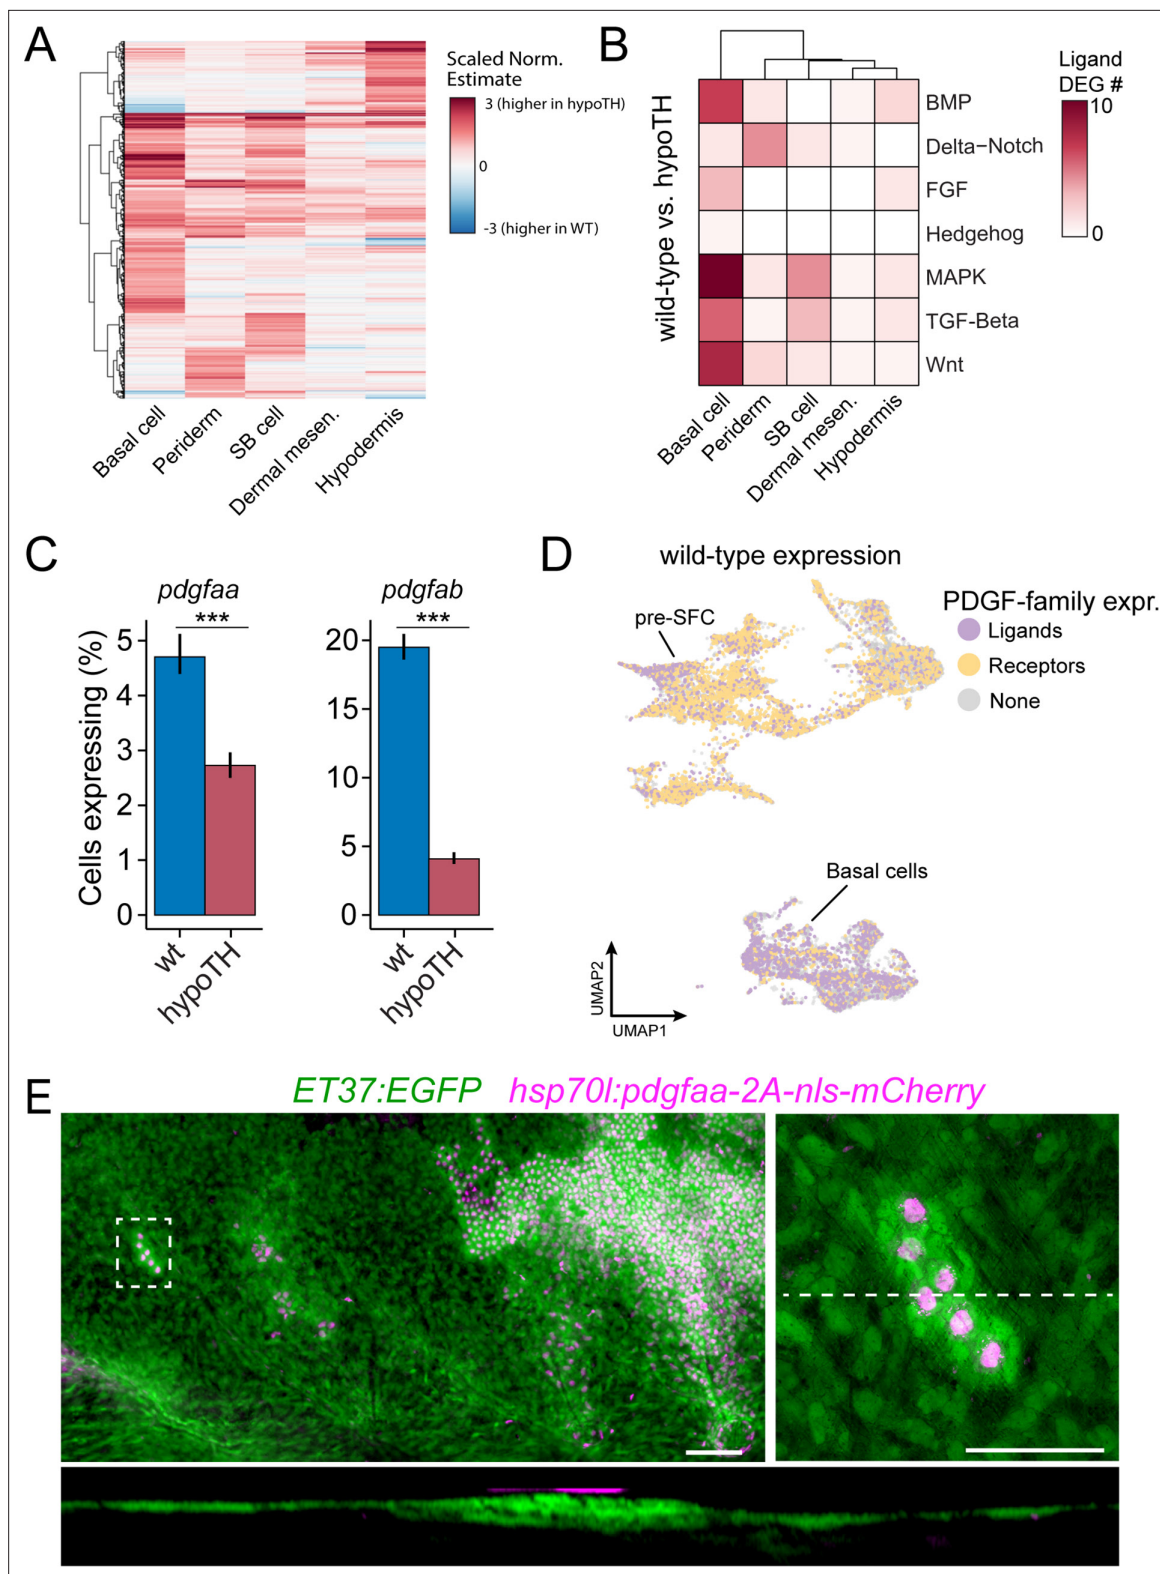 A
Scaled Norm.
Estimate
3 (higher in hypoTH)
0
-3 (higher in WT)
Basal cell
Periderm
SB cell
Dermal mesen.
Hypodermis
B
wild-type vs. hypoTH
Ligand
DEG #
10
0
BMP
Delta−Notch
FGF
Hedgehog
MAPK
TGF-Beta
Wnt
Basal cell
Periderm
SB cell
Dermal mesen.
Hypodermis
C
pdgfaa
***
Cells expressing (%)
5
4
3
2
1
0
wt
hypoTH
pdgfab
***
20
15
10
5
0
wt
hypoTH
D
wild-type expression
pre-SFC
PDGF-family expr.
Ligands
Receptors
None
Basal cells
UMAP2
UMAP1
E
ET37:EGFP hsp70l:pdgfaa-2A-nls-mCherry